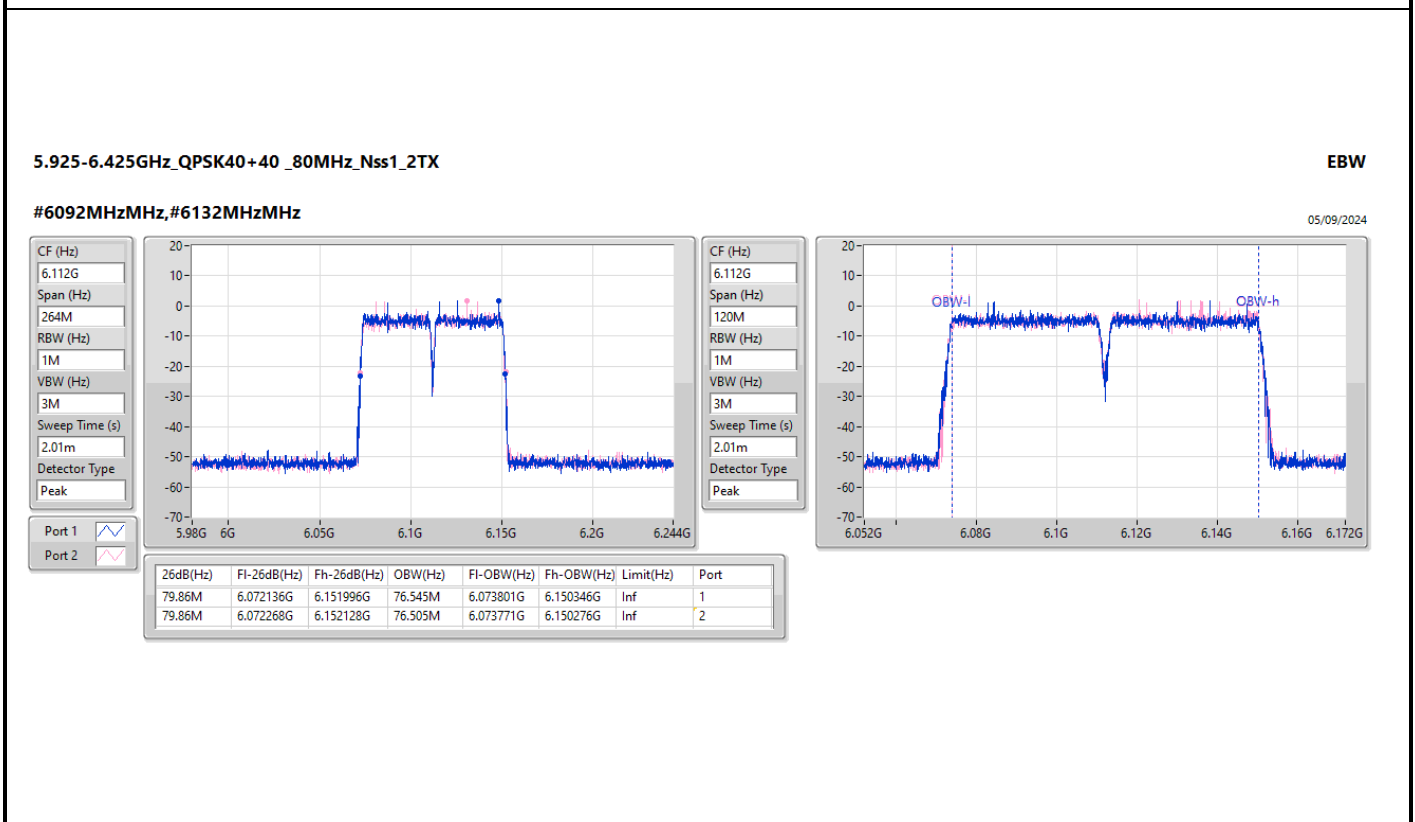 5.925-6.425GHz_QPSK40+40 _80MHz_Nss1_2TX
EBW
#6092MHzMHz,#6132MHzMHz
05/09/2024
CF (Hz)
6.112G
Span (Hz)
264M
RBW (Hz)
1M
VBW (Hz)
3M
Sweep Time (s)
2.01m
Detector Type
Peak
Port 1
Port 2
20
10
0
-10
-20
-30
-40
-50
-60
-70
5.98G 6G 6.05G 6.1G 6.15G 6.2G 6.244G
CF (Hz)
6.112G
Span (Hz)
120M
RBW (Hz)
1M
VBW (Hz)
3M
Sweep Time (s)
2.01m
Detector Type
Peak
20
10
0
-10
-20
-30
-40
-50
-60
-70
OBW-l OBW-h
6.052G 6.08G 6.1G 6.12G 6.14G 6.16G 6.172G
26dB(Hz) Fl-26dB(Hz) Fh-26dB(Hz) OBW(Hz) Fl-OBW(Hz) Fh-OBW(Hz) Limit(Hz) Port
79.86M 6.072136G 6.151996G 76.545M 6.073801G 6.150346G Inf 1
79.86M 6.072268G 6.152128G 76.505M 6.073771G 6.150276G Inf 2